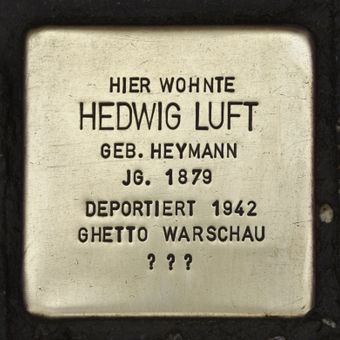 HIER WOHNTE
HEDWIG LUFT
GEB. HEYMANN
JG. 1879
DEPORTIERT 1942
GHETTO WARSCHAU
? ? ?